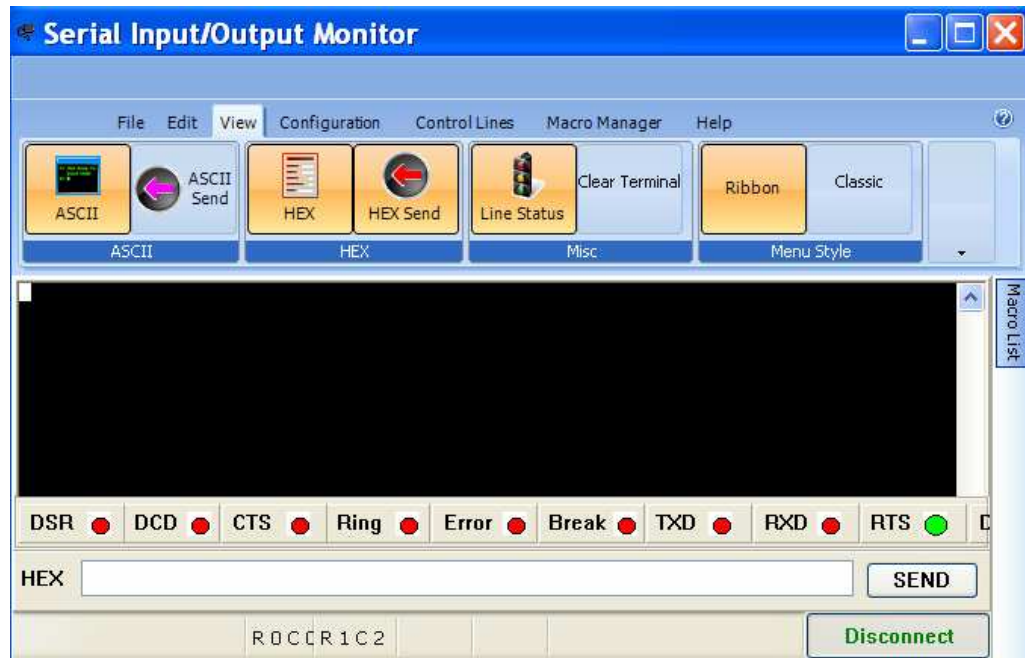 Serial Input/Output Monitor
File Edit View Configuration Control Lines Macro Manager Help
ASCII ASCII Send HEX HEX Send Line Status Clear Terminal Ribbon Classic
ASCII HEX Misc Menu Style
Macro List
DSR DCD CTS Ring Error Break TXD RXD RTS
HEX SEND
R 1 C 2 Disconnect